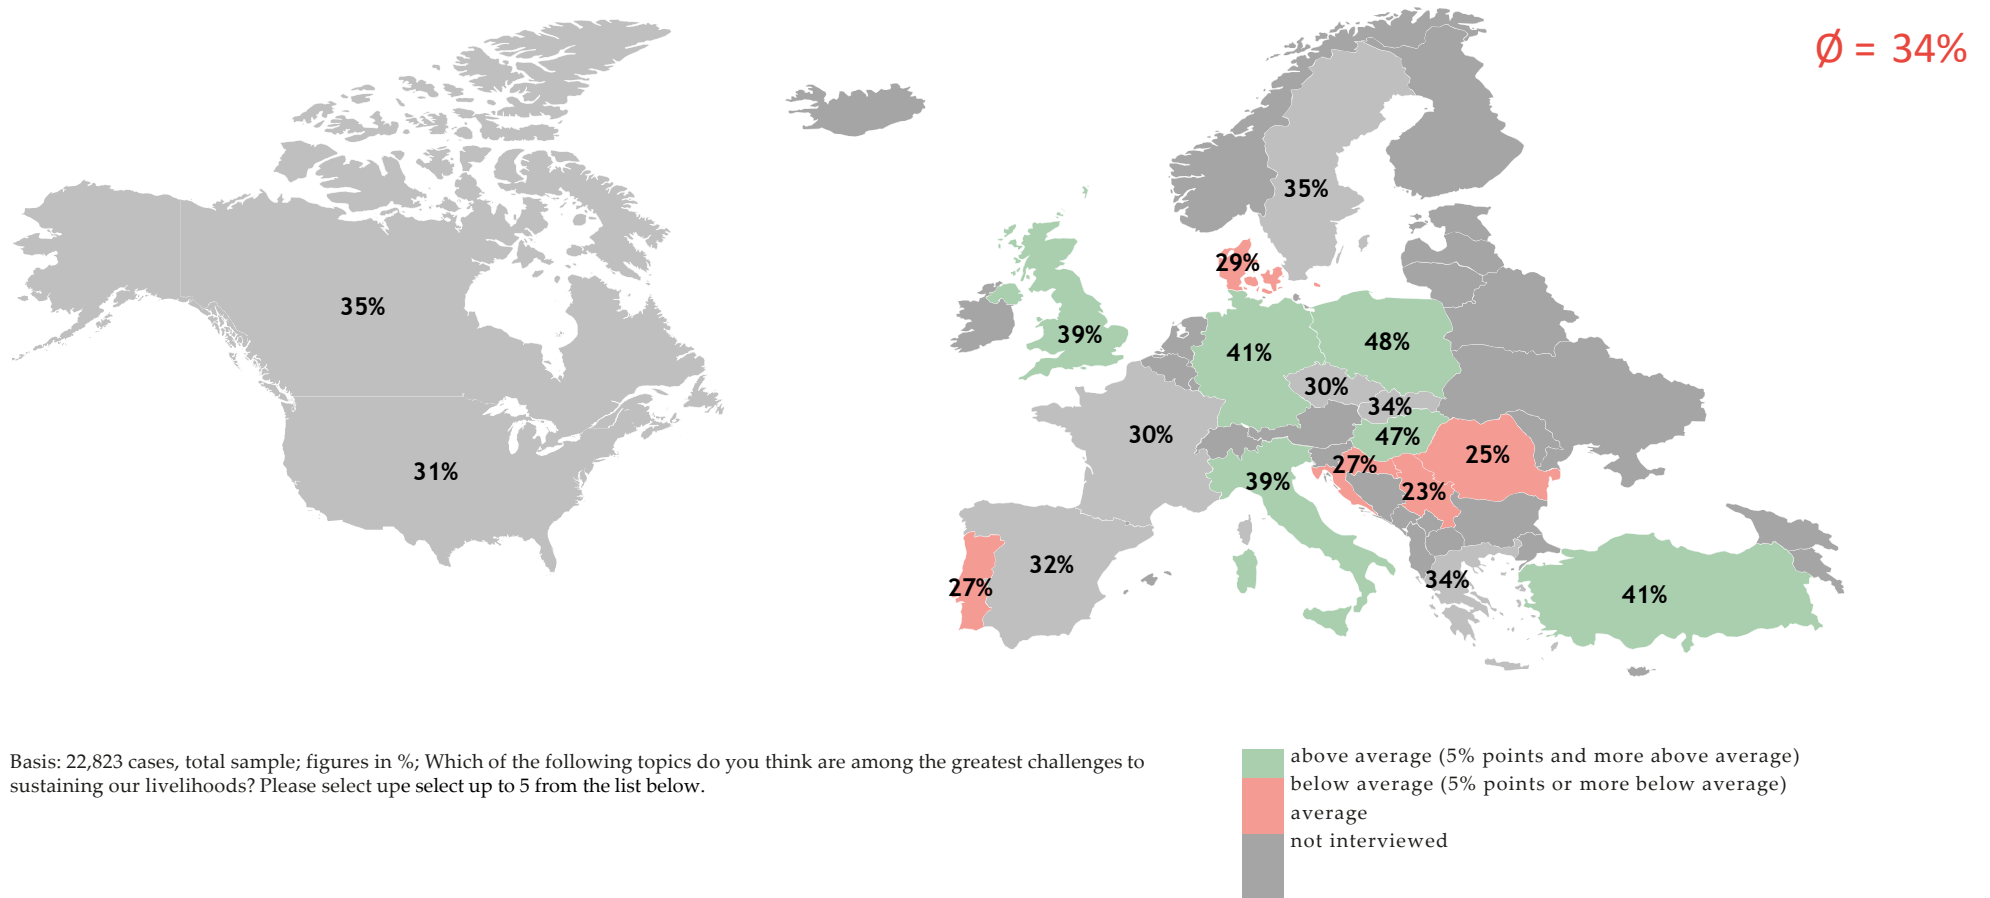 Ø = 34%
35%
29%
35%
39%
48%
41%
30%
34%
30%
47%
25%
27%
31%
39%
23%
32%
34%
27%
41%
Basis: 22,823 cases, total sample; figures in %; Which of the following topics do you think are among the greatest challenges to
sustaining our livelihoods? Please select upe select up to 5 from the list below.
above average (5% points and more above average)
below average (5% points or more below average)
average
not interviewed